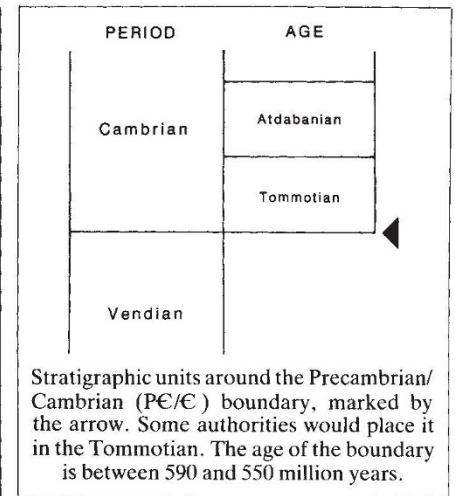 PERIOD AGE
Cambrian
Atdabanian
Tommotian
Vendian
Stratigraphic units around the Precambrian/
Cambrian (PЄ/Є ) boundary, marked by
the arrow. Some authorities would place it
in the Tommotian. The age of the boundary
is between 590 and 550 million years.